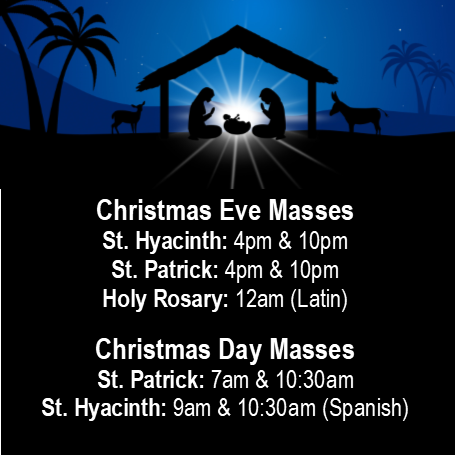 Christmas Eve Masses
St. Hyacinth: 4pm & 10pm
St. Patrick: 4pm & 10pm
Holy Rosary: 12am (Latin)
Christmas Day Masses
St. Patrick: 7am & 10:30am
St. Hyacinth: 9am & 10:30am (Spanish)